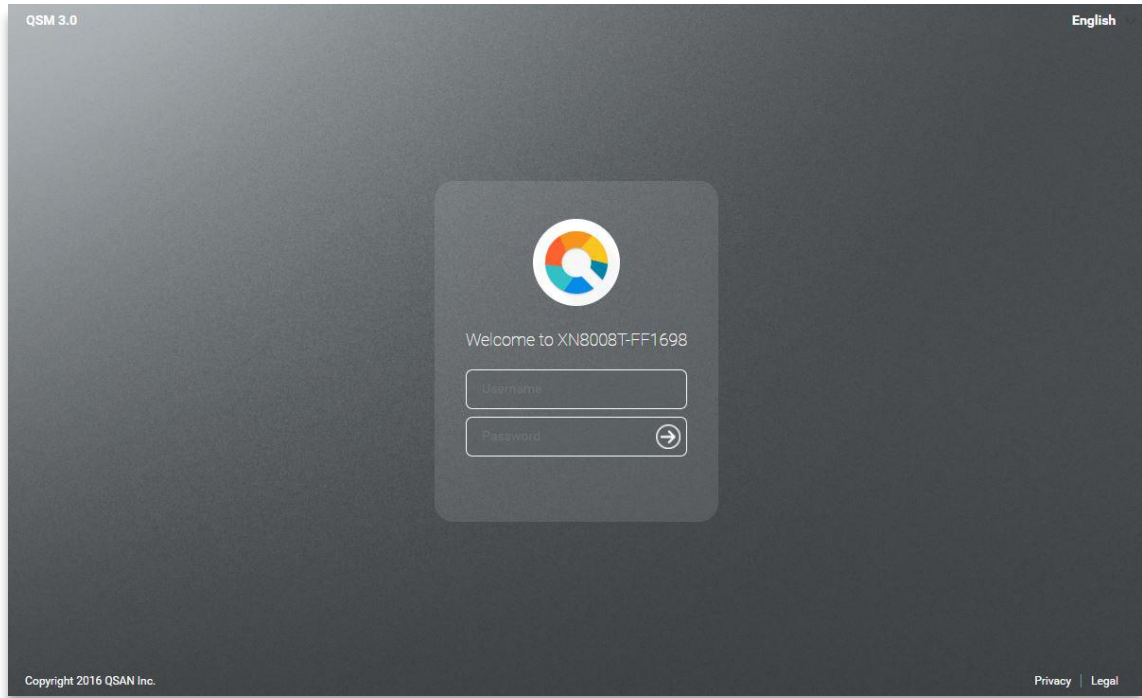 QSM 3.0
English
Welcome to XN8008T-FF1698
Username
Password
Copyright 2016 QSAN Inc.
Privacy | Legal